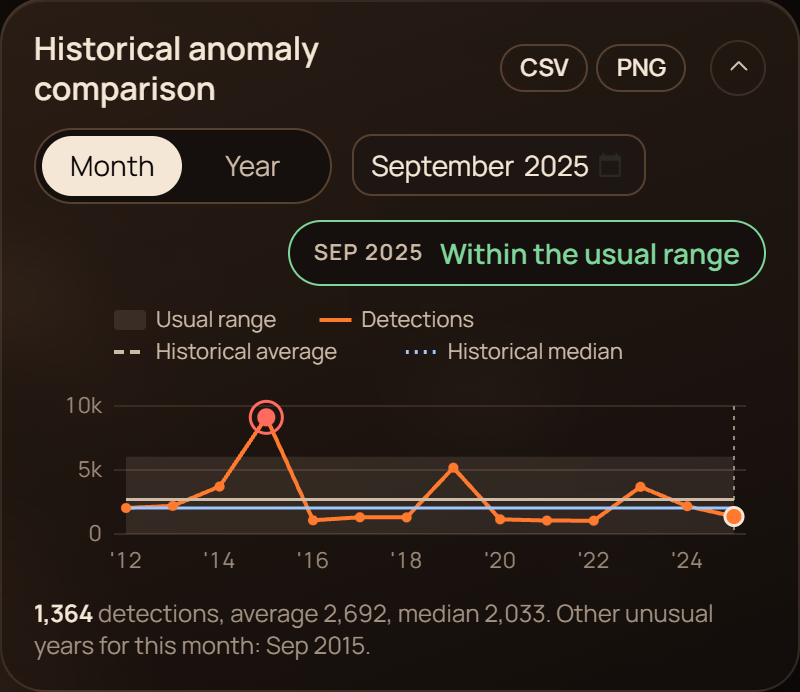 Historical anomaly
comparison
CSV
PNG
Month
Year
September 2025
SEP 2025 Within the usual range
Usual range
Detections
Historical average
Historical median
10k
5k
0
'12 '14 '16 '18 '20 '22 '24
1,364 detections, average 2,692, median 2,033. Other unusual
years for this month: Sep 2015.